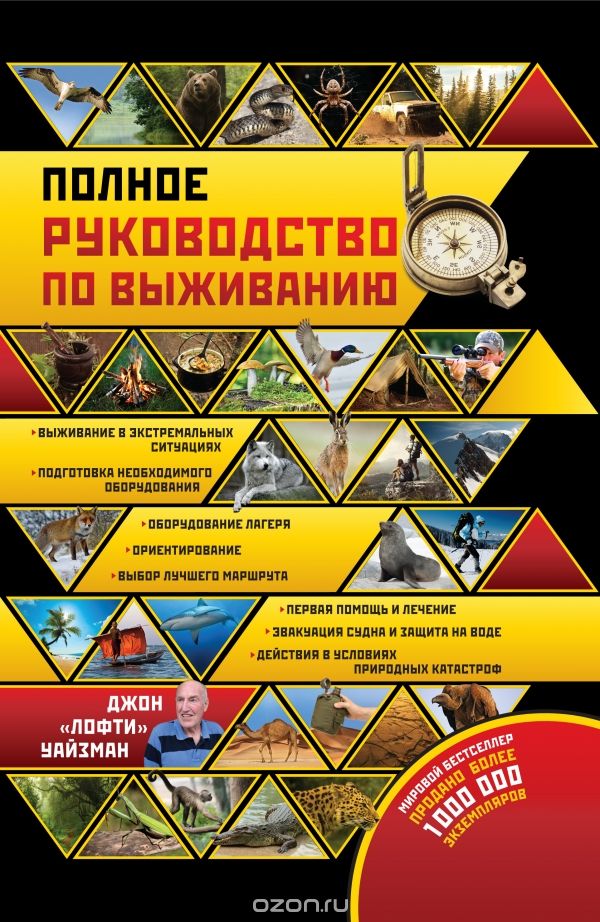 ПОЛНОЕ
РУКОВОДСТВО
ПО ВЫЖИВАНИЮ
ВЫЖИВАНИЕ В ЭКСТРЕМАЛЬНЫХ
СИТУАЦИЯХ
ПОДГОТОВКА НЕОБХОДИМОГО
ОБОРУДОВАНИЯ
ОБОРУДОВАНИЕ ЛАГЕРЯ
ОРИЕНТИРОВАНИЕ
ВЫБОР ЛУЧШЕГО МАРШРУТА
ПЕРВАЯ ПОМОЩЬ И ЛЕЧЕНИЕ
ЭВАКУАЦИЯ СУДНА И ЗАЩИТА НА ВОДЕ
ДЕЙСТВИЯ В УСЛОВИЯХ
ПРИРОДНЫХ КАТАСТРОФ
ДЖОН
«ЛОФТИ»
УАЙЗМАН
МИРОВОЙ БЕСТСЕЛЛЕР
ПРОДАНО БОЛЕЕ
1 000 000
ЭКЗЕМПЛЯРОВ
ozon.ru